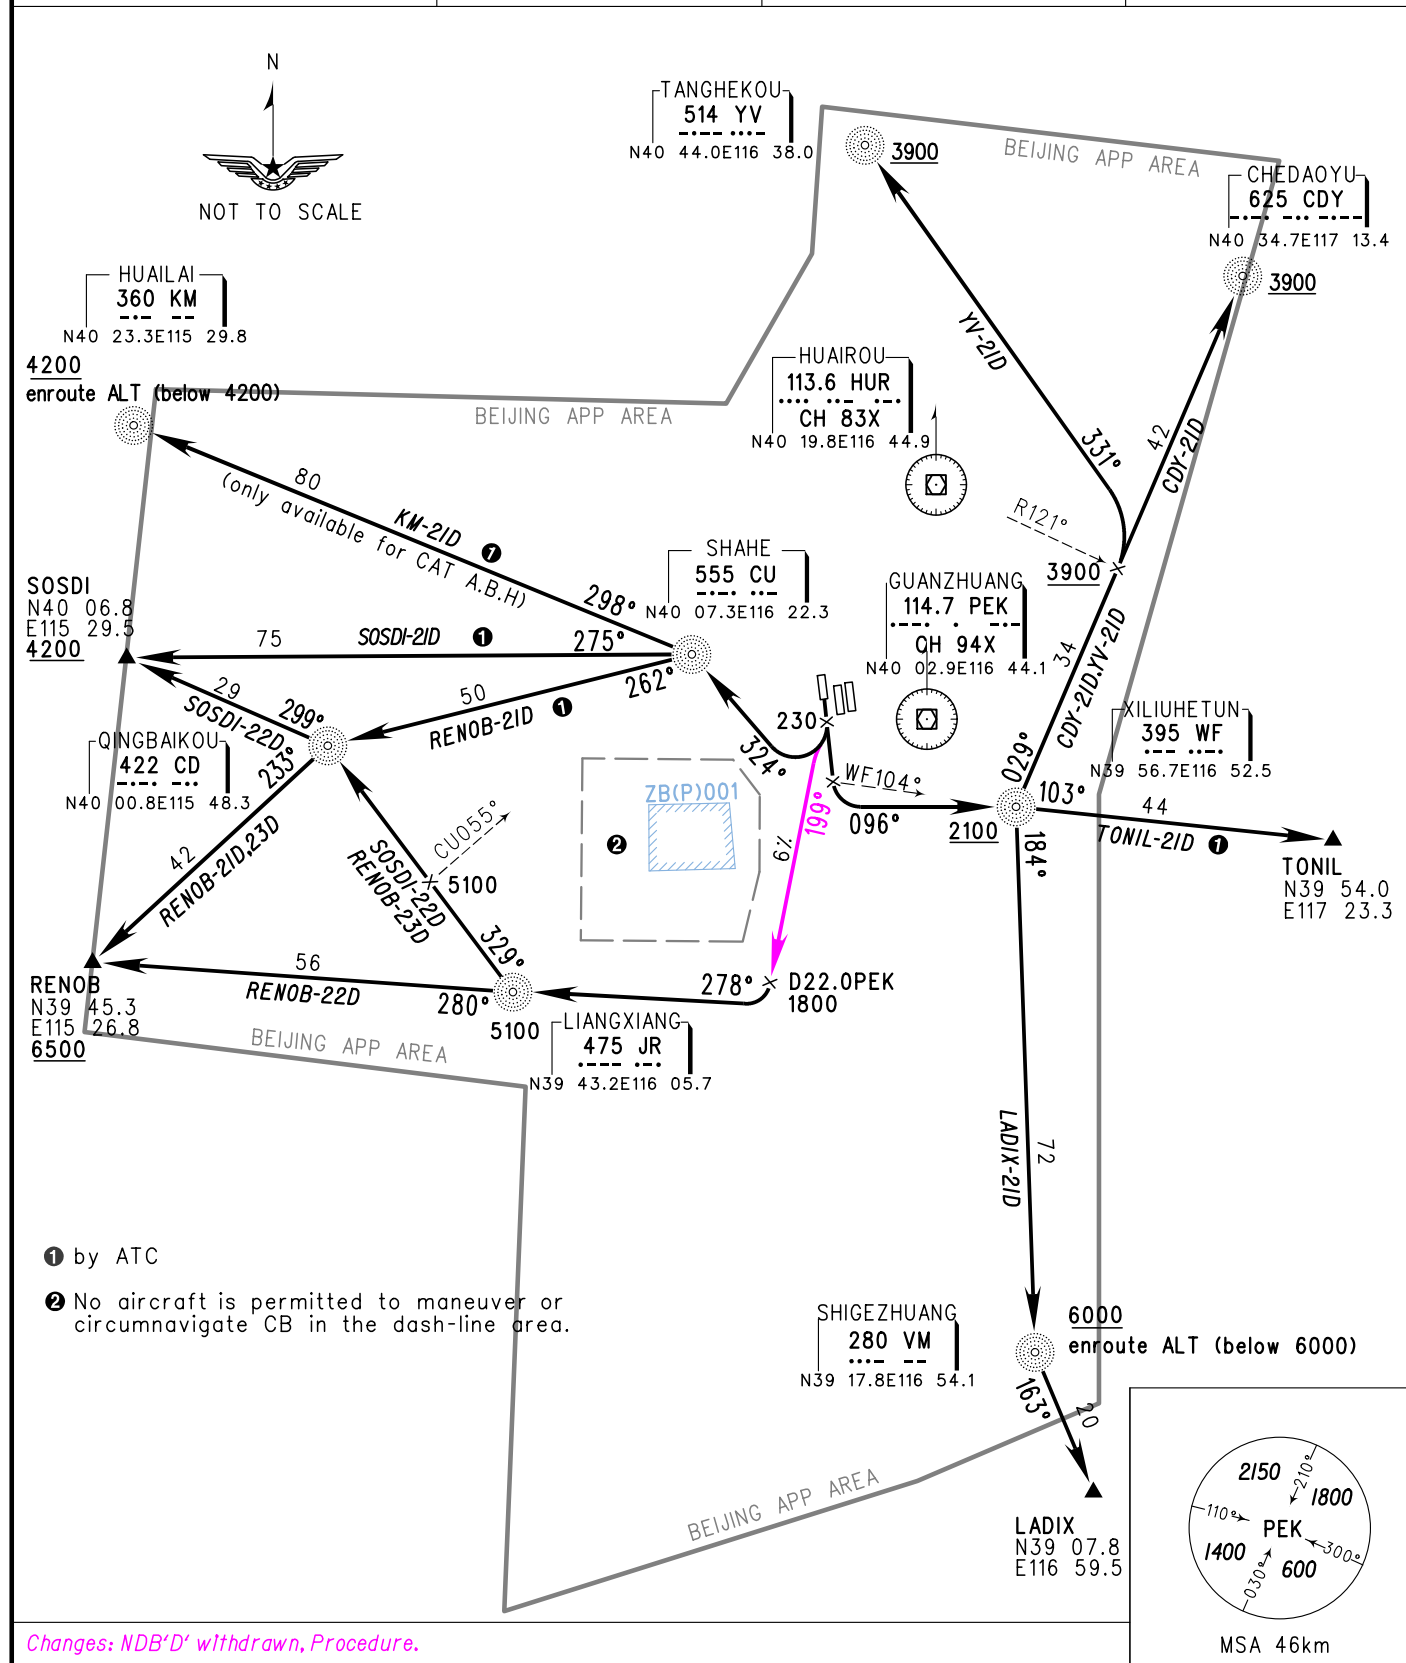 N
NOT TO SCALE
TANGHEKOU
514 YV
N40 44.0E116 38.0
3900
BEIJING APP AREA
CHEDAOYU
625 CDY
N40 34.7E117 13.4
3900
HUAILAI
360 KM
N40 23.3E115 29.8
4200
enroute ALT (below 4200)
BEIJING APP AREA
HUAIROU
113.6 HUR
CH 83X
N40 19.8E116 44.9
YV-21D
331°
42
CDY-21D
80
(only available for CAT A.B.H)
KM-21D ❶
298°
R121°
3900
SHAHE
555 CU
N40 07.3E116 22.3
GUANZHUANG
114.7 PEK
CH 94X
N40 02.9E116 44.1
SOSDI
N40 06.8
E115 29.5
4200
75
SOSDI-21D ❶
275°
262°
50
RENOB-21D ❶
29
SOSDI-22D
299°
34
CDY-21D,YV-21D
029°
QINGBAIKOU
422 CD
N40 00.8E115 48.3
233°
230
324°
XILIUHETUN
395 WF
N39 56.7E116 52.5
WF104°
096°
2100
103°
44
TONIL-21D ❶
184°
TONIL
N39 54.0
E117 23.3
ZB(P)001
❷
199°
6%
42
RENOB-21D,23D
CU055°
5100
SOSDI-22D
RENOB-23D
329°
RENOB
N39 45.3
E115 26.8
6500
56
RENOB-22D
280°
5100
278°
D22.0PEK
1800
LIANGXIANG
475 JR
N39 43.2E116 05.7
BEIJING APP AREA
LADIX-21D
72
❶ by ATC
❷ No aircraft is permitted to maneuver or
circumnavigate CB in the dash-line area.
SHIGEZHUANG
280 VM
N39 17.8E116 54.1
6000
enroute ALT (below 6000)
163°
20
BEIJING APP AREA
LADIX
N39 07.8
E116 59.5
2150
210°
1800
110°
PEK
1400
300°
030°
600
MSA 46km
Changes: NDB'D' withdrawn, Procedure.